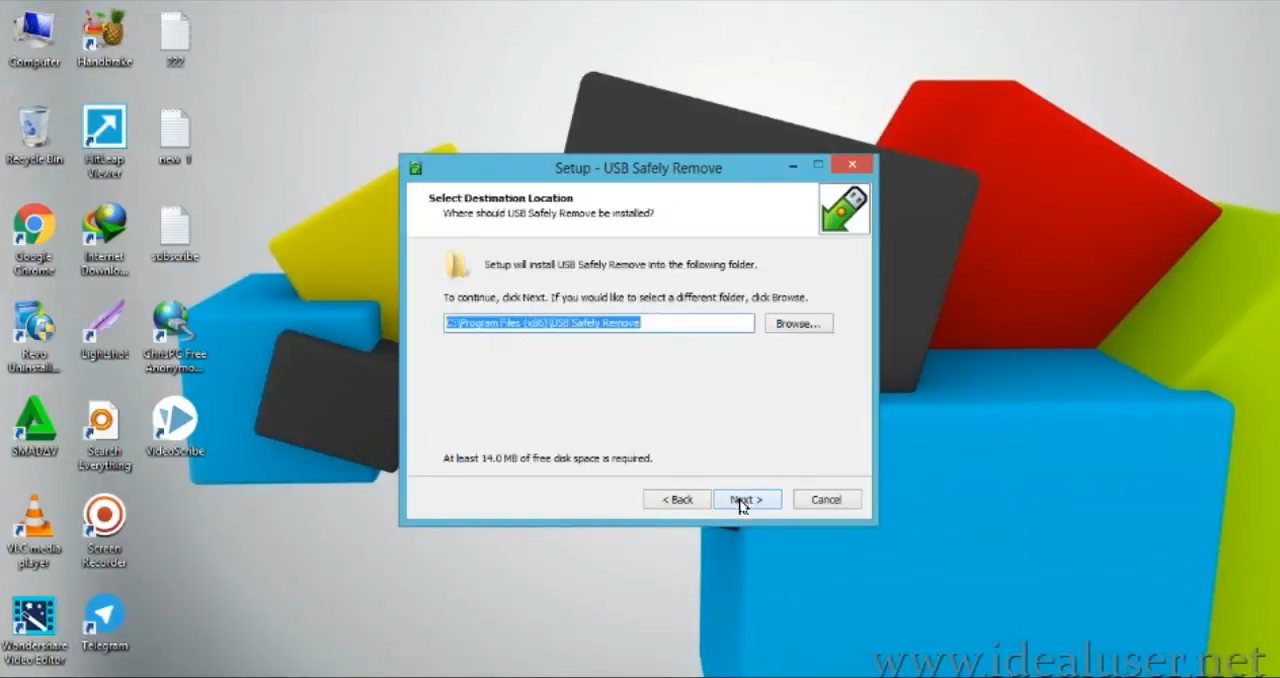 Computer
Handbrake
222
Recycle Bin
HitLeap
Viewer
new 1
Google
Chrome
Internet
Downlo...
subscribe
Revo
Uninstall...
Lightshot
ChrisPC Free
Anonymo...
SMADAV
Search
Everything
VideoScribe
VLC media
player
Screen
Recorder
Wondershare
Video Editor
Telegram
Setup - USB Safely Remove
Select Destination Location
Where should USB Safely Remove be installed?
Setup will install USB Safely Remove into the following folder.
To continue, click Next. If you would like to select a different folder, click Browse.
C:\Program Files (x86)\USB Safely Remove
Browse...
At least 14.0 MB of free disk space is required.
< Back
Next >
Cancel
www.idealuser.net